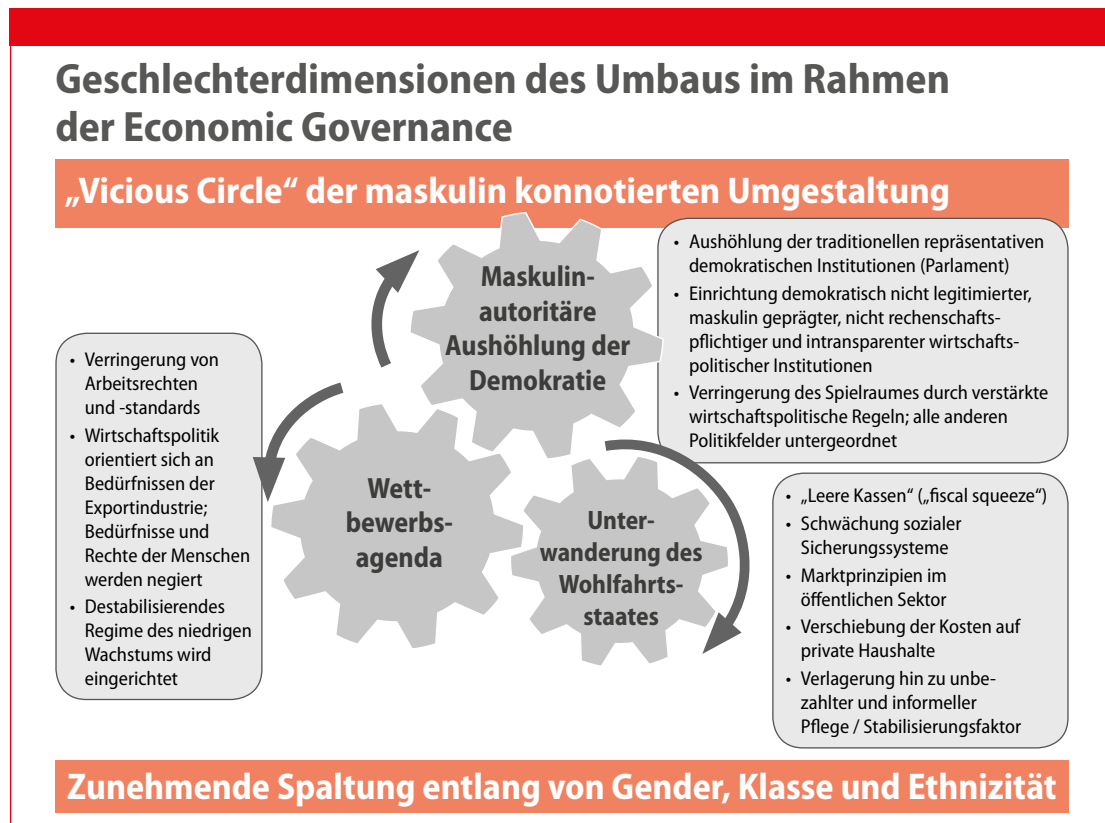 Geschlechterdimensionen des Umbaus im Rahmen
der Economic Governance
„Vicious Circle“ der maskulin konnotierten Umgestaltung
Maskulin-
autoritäre
Aushöhlung der
Demokratie
• Aushöhlung der traditionellen repräsentativen
demokratischen Institutionen (Parlament)
• Einrichtung demokratisch nicht legitimierter,
maskulin geprägter, nicht rechenschafts-
pflichtiger und intransparenter wirtschafts-
politischer Institutionen
• Verringerung des Spielraumes durch verstärkte
wirtschaftspolitische Regeln; alle anderen
Politikfelder untergeordnet
• Verringerung von
Arbeitsrechten
und -standards
• Wirtschaftspolitik
orientiert sich an
Bedürfnissen der
Exportindustrie;
Bedürfnisse und
Rechte der Menschen
werden negiert
• Destabilisierendes
Regime des niedrigen
Wachstums wird
eingerichtet
Wett-
bewerbs-
agenda
Unter-
wanderung des
Wohlfahrts-
staates
• „Leere Kassen“ („fiscal squeeze“)
• Schwächung sozialer
Sicherungssysteme
• Marktprinzipien im
öffentlichen Sektor
• Verschiebung der Kosten auf
private Haushalte
• Verlagerung hin zu unbe-
zahlter und informeller
Pflege / Stabilisierungsfaktor
Zunehmende Spaltung entlang von Gender, Klasse und Ethnizität